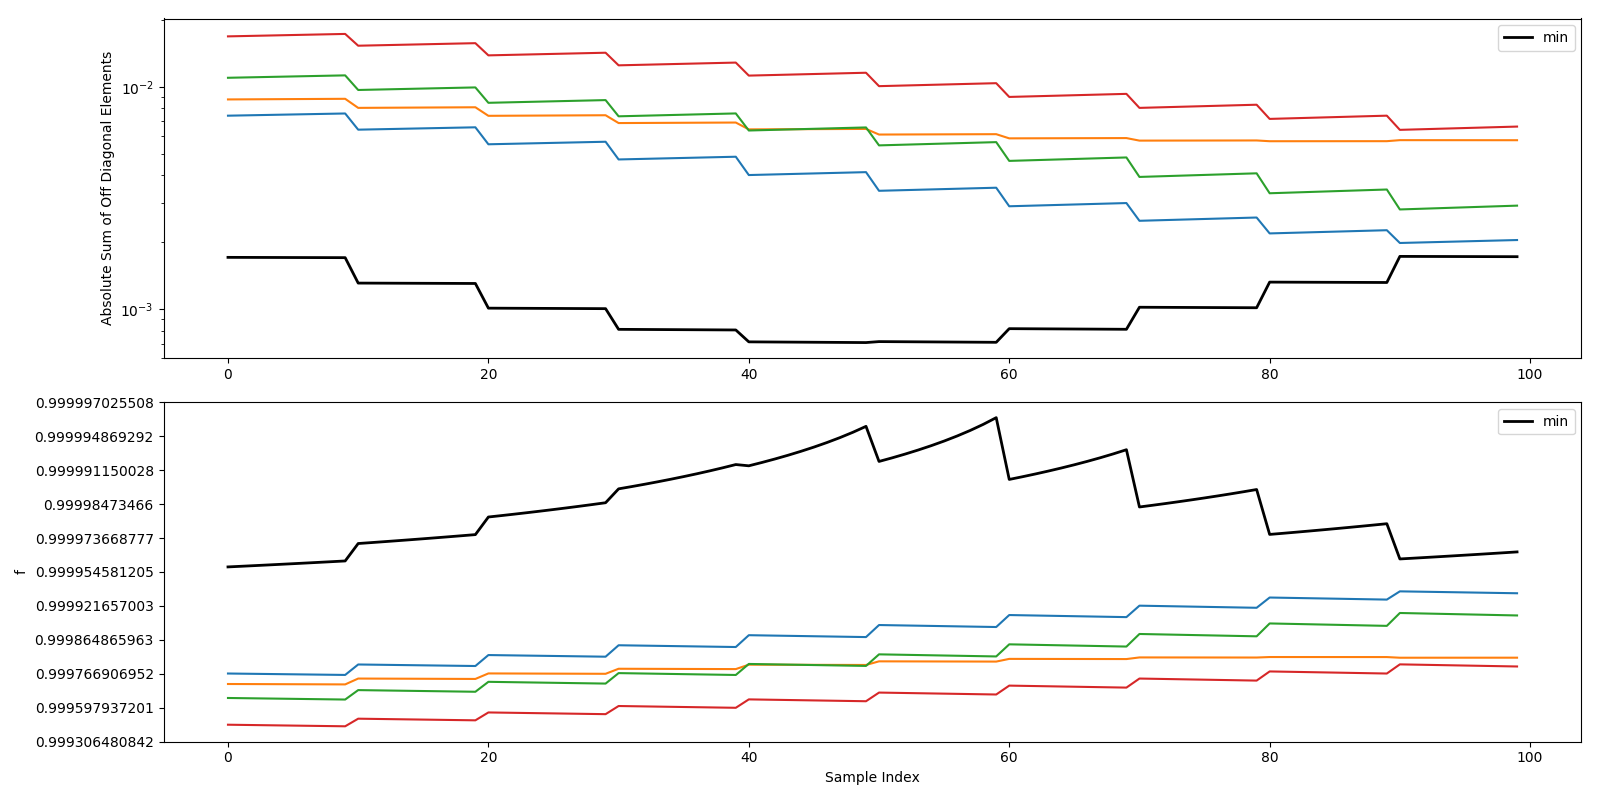 min
Absolute Sum of Off Diagonal Elements
10⁻²
10⁻³
0 20 40 60 80 100
min
f
0.999997025508
0.999994869292
0.999991150028
0.99998473466
0.999973668777
0.999954581205
0.999921657003
0.999864865963
0.999766906952
0.999597937201
0.999306480842
0 20 40 60 80 100
Sample Index